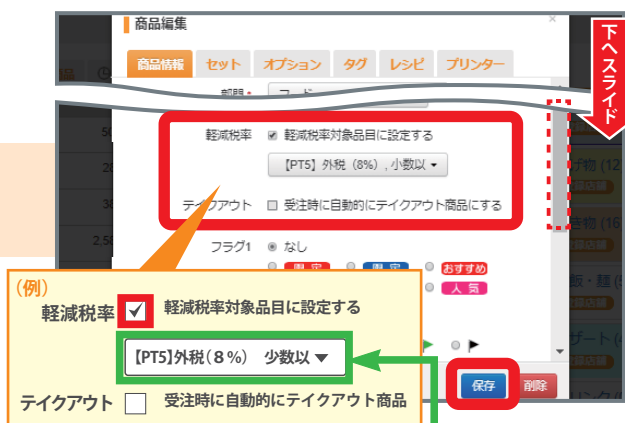 商品編集
×
商品情報 セット オプション タグ レシピ プリンター
下へスライド
部門・
軽減税率 軽減税率対象品目に設定する
【PT5】外税（8%）, 小数以
テイクアウト 受注時に自動的にテイクアウト商品にする
フラグ1 なし
おすすめ
人気
保存 削除
（例）
軽減税率 軽減税率対象品目に設定する
【PT5】外税（8％） 少数以▼
テイクアウト 受注時に自動的にテイクアウト商品